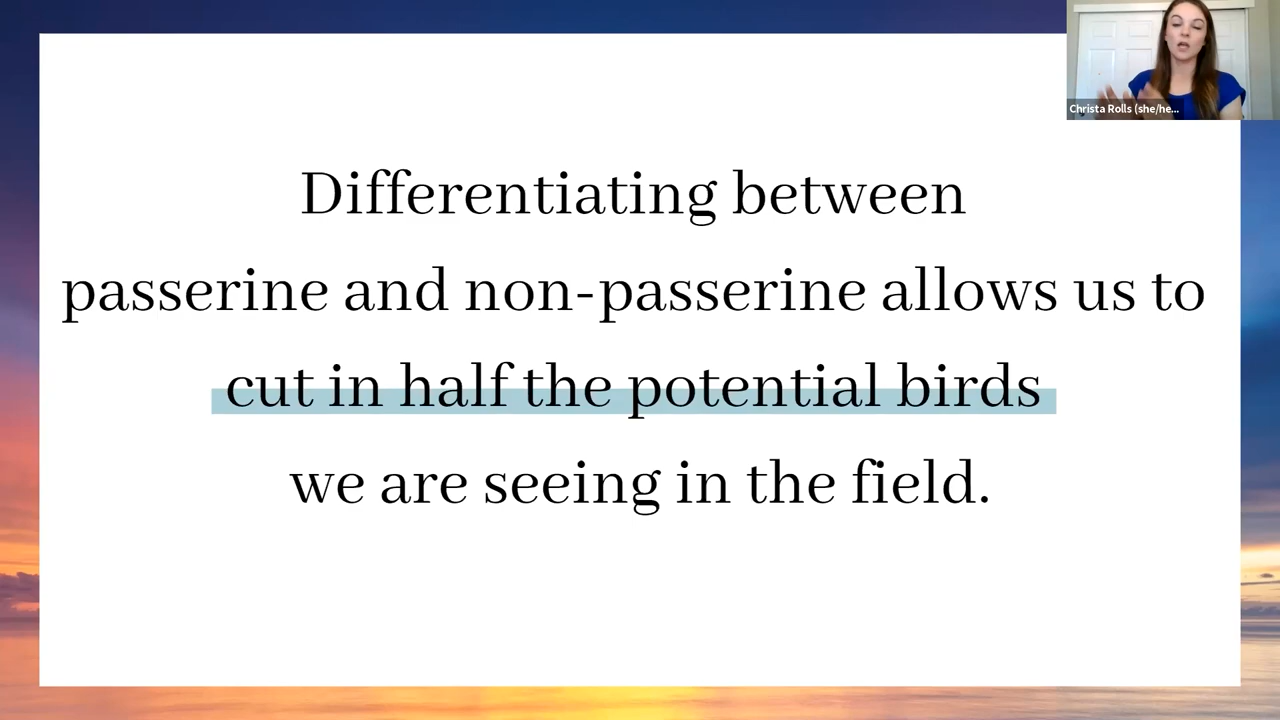 Christa Rolls (she/he...
Differentiating between
passerine and non-passerine allows us to
cut in half the potential birds
we are seeing in the field.